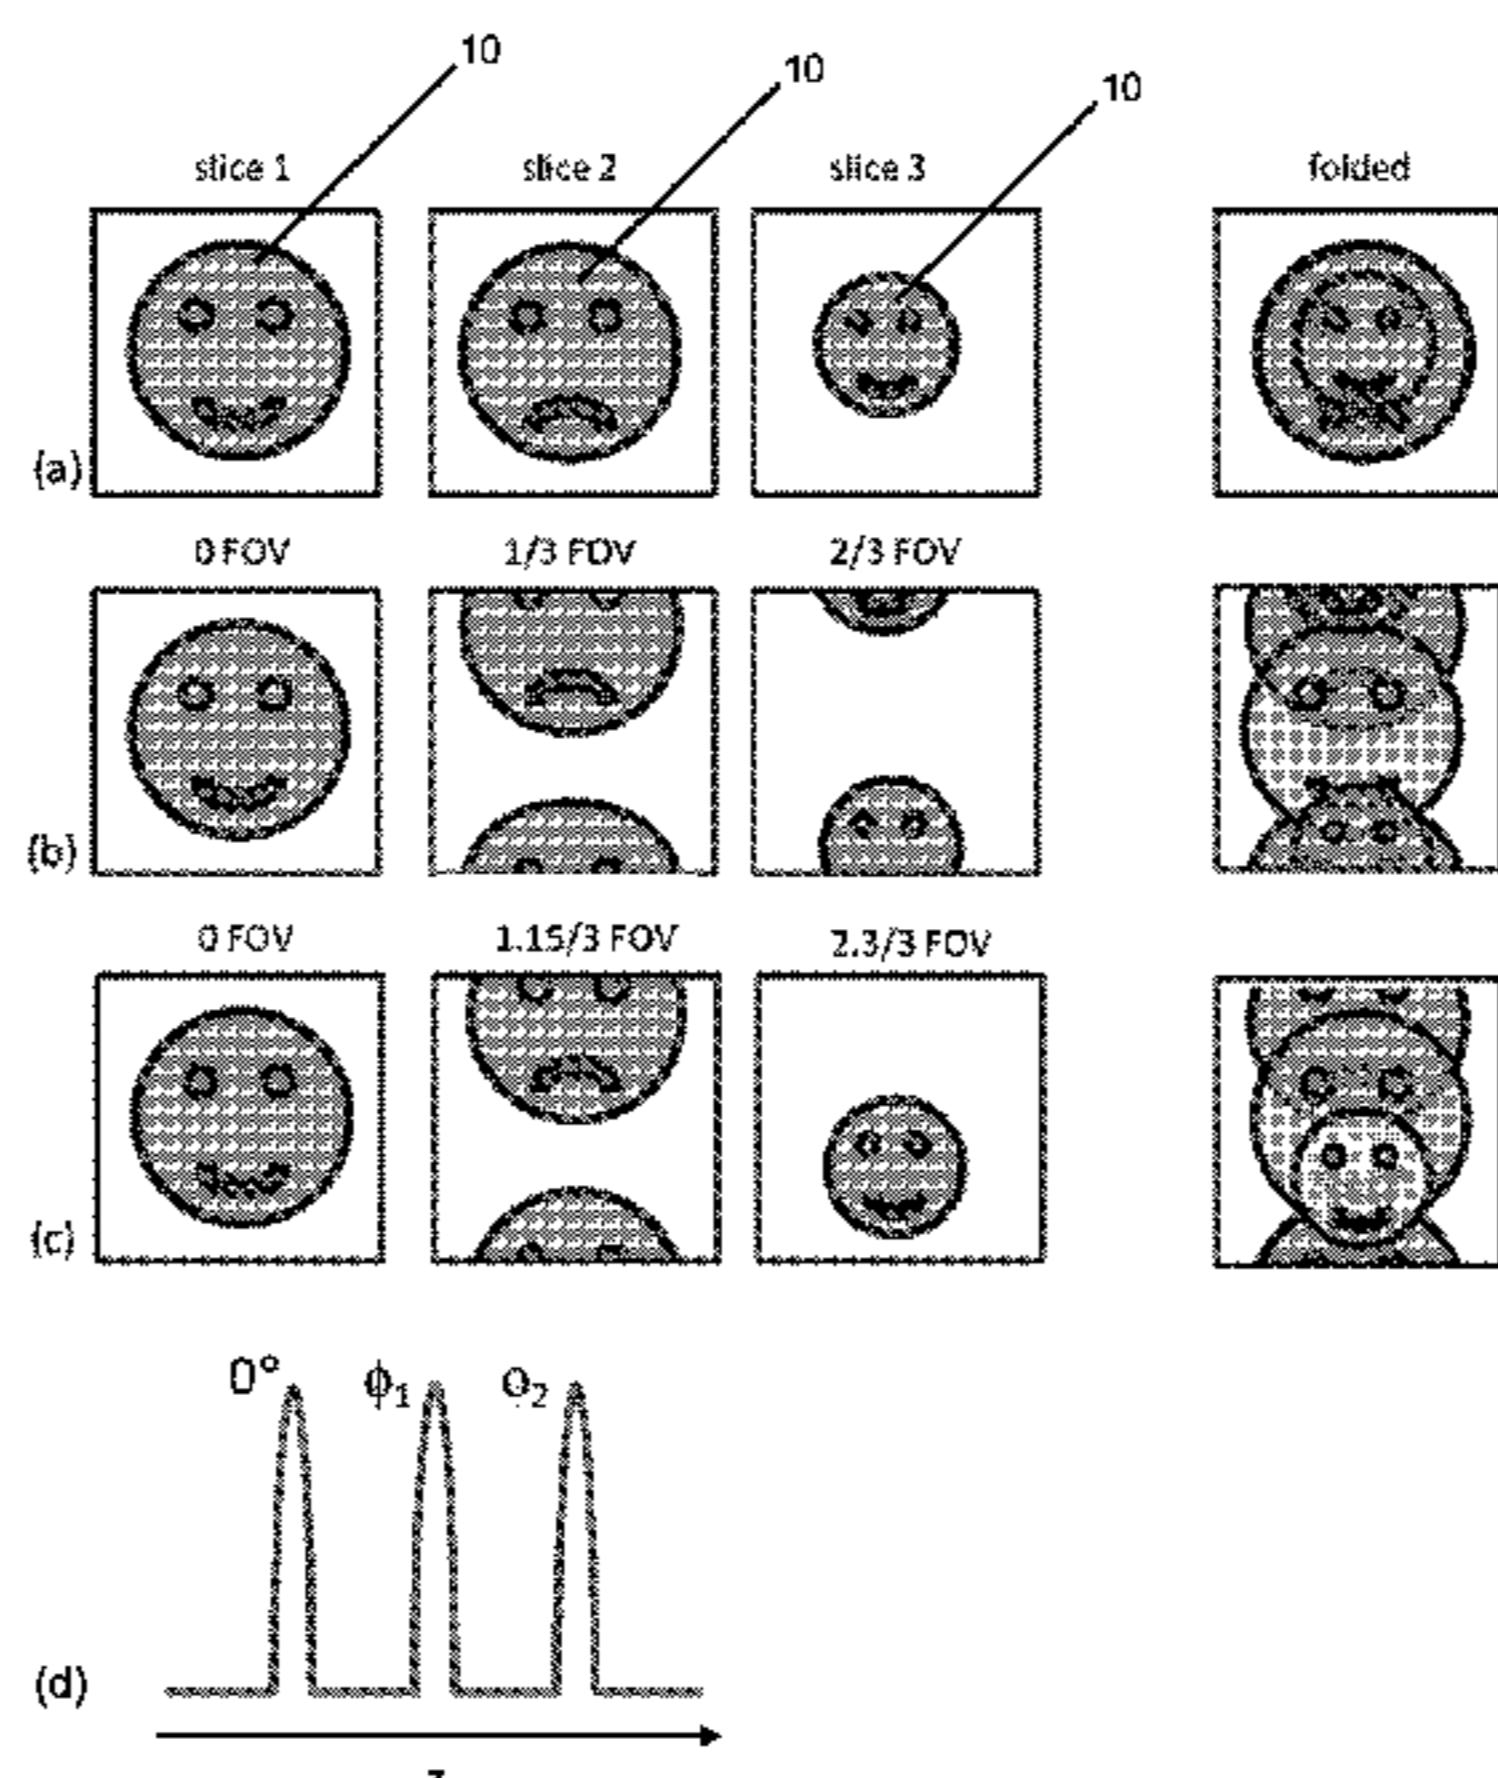 10
10
10
slice 1 slice 2 slice 3 folded
(a)
0 FOV 1/3 FOV 2/3 FOV
(b)
0 FOV 1.15/3 FOV 2.3/3 FOV
(c)
0° ϕ1 ϕ2
(d)